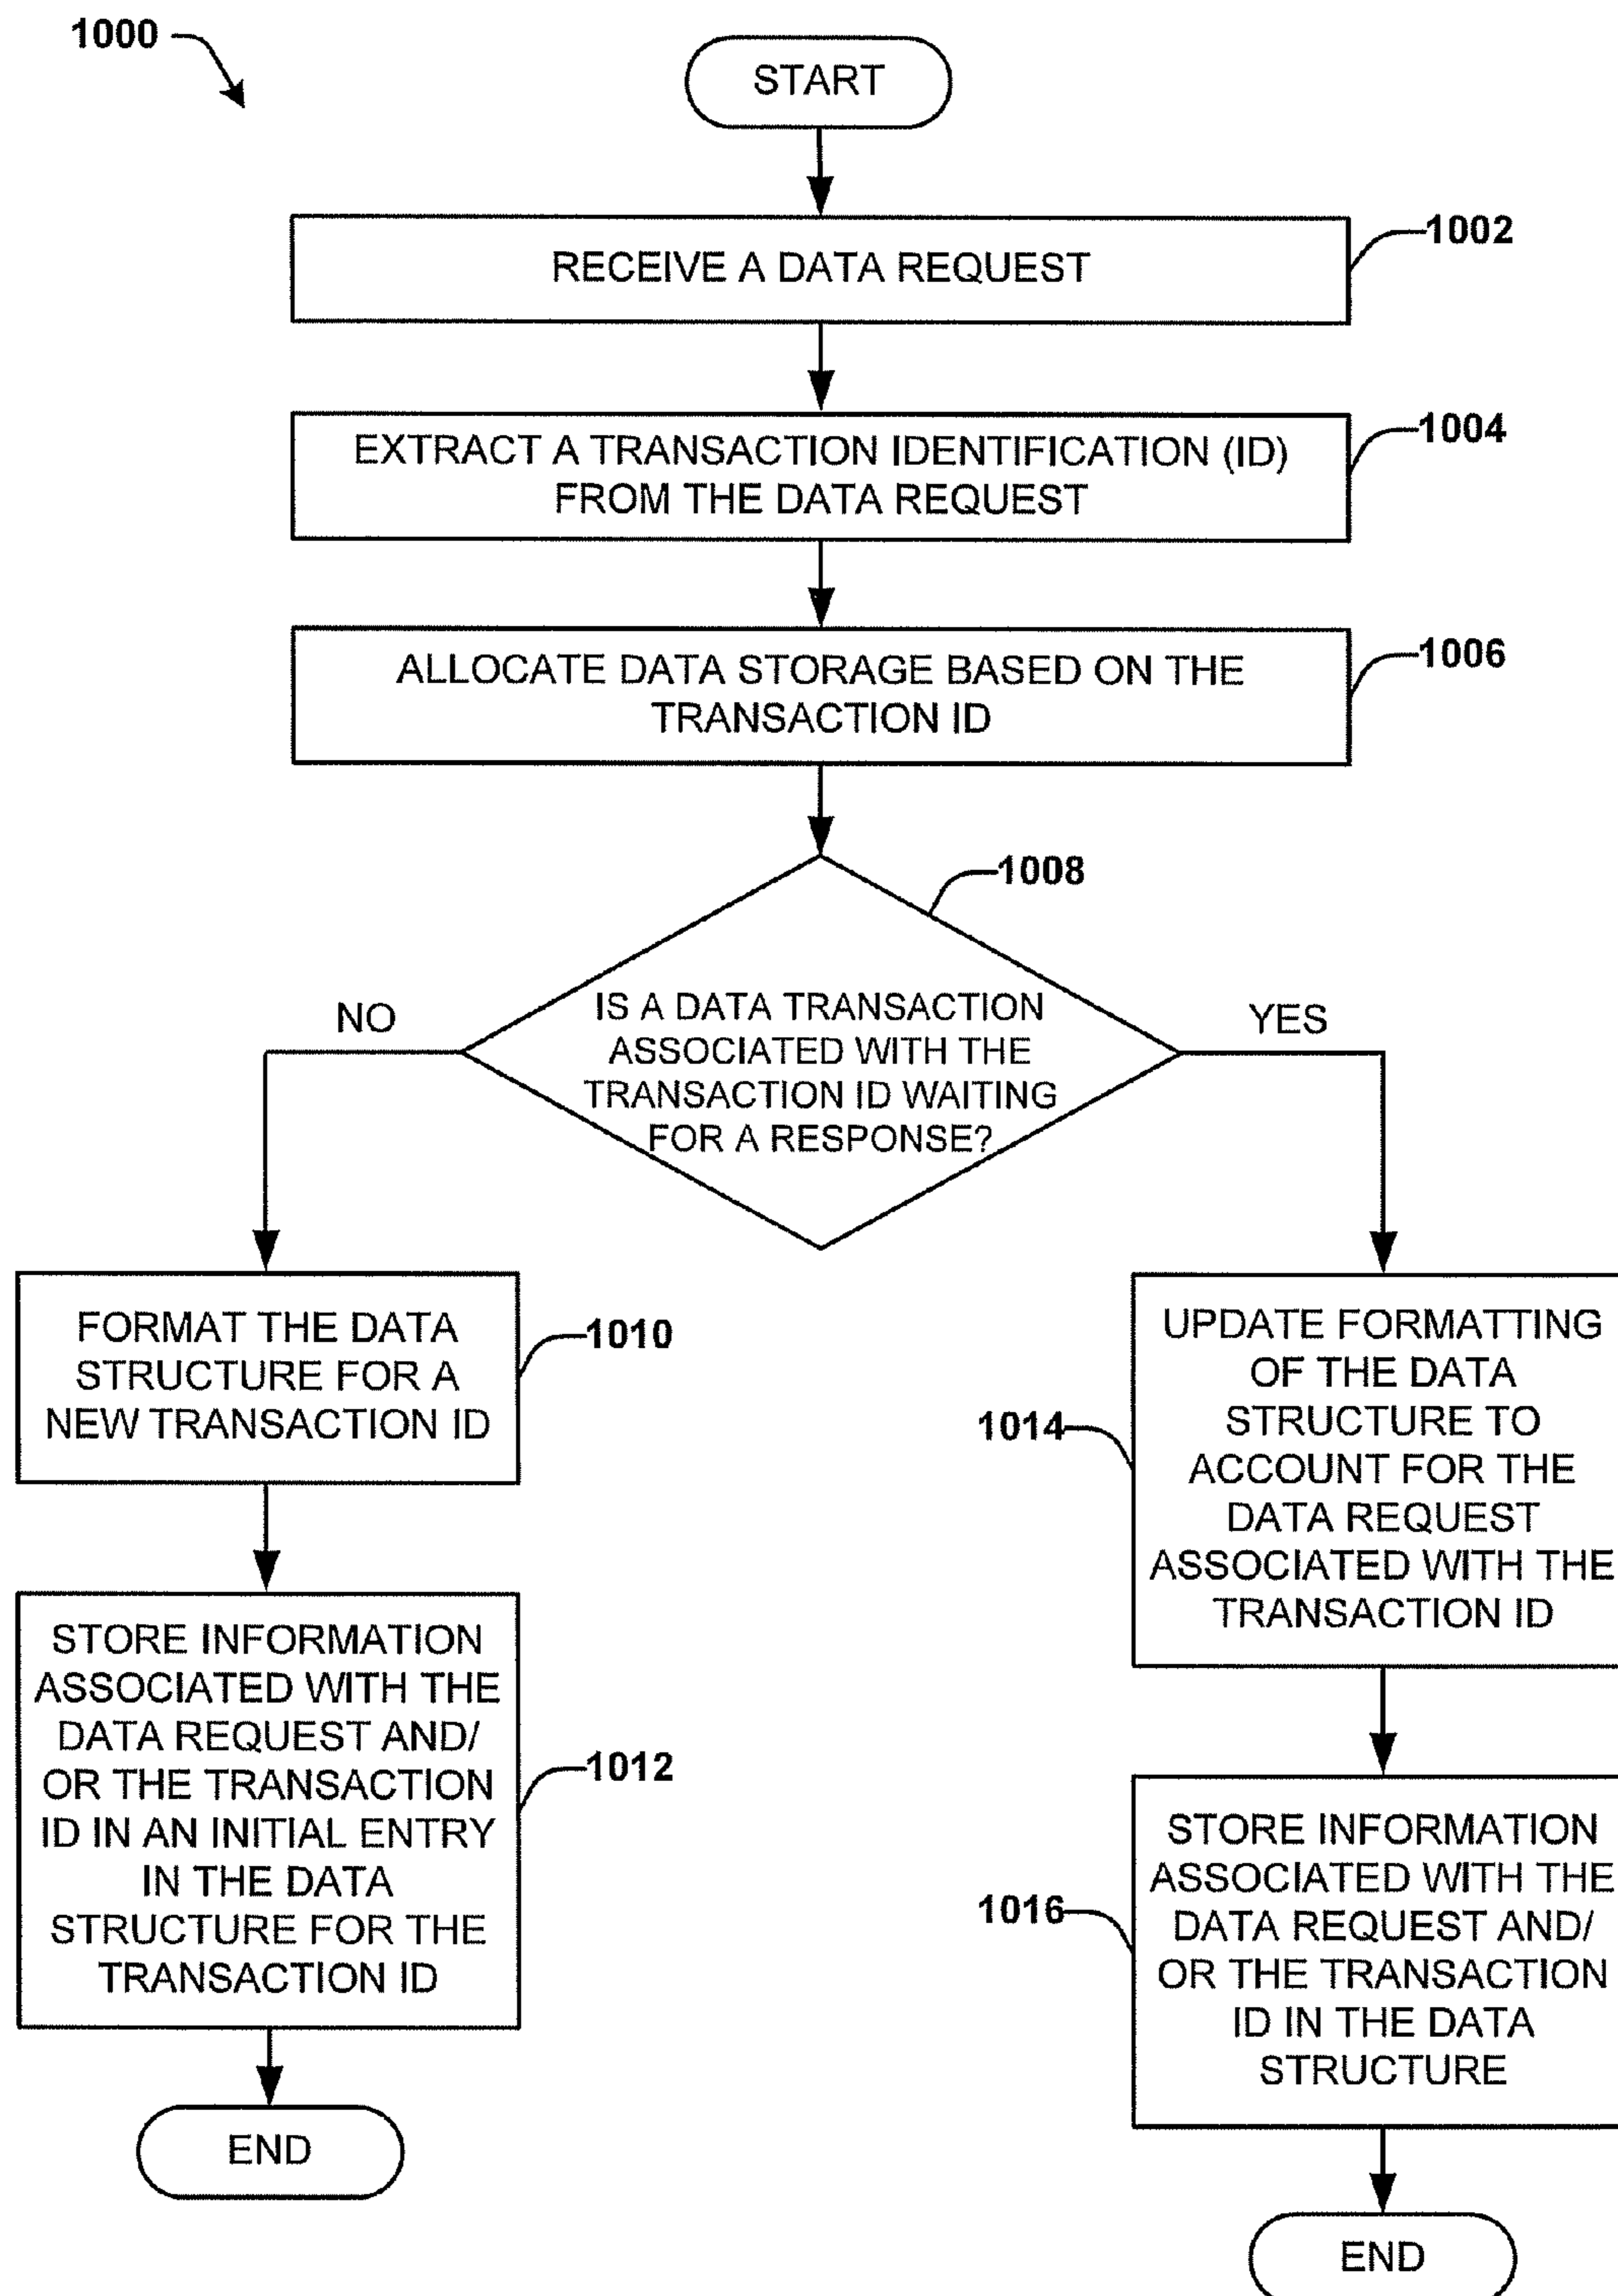 1000
START
RECEIVE A DATA REQUEST
1002
EXTRACT A TRANSACTION IDENTIFICATION (ID)
FROM THE DATA REQUEST
1004
ALLOCATE DATA STORAGE BASED ON THE
TRANSACTION ID
1006
1008
IS A DATA TRANSACTION
ASSOCIATED WITH THE
TRANSACTION ID WAITING
FOR A RESPONSE?
NO
YES
FORMAT THE DATA
STRUCTURE FOR A
NEW TRANSACTION ID
1010
STORE INFORMATION
ASSOCIATED WITH THE
DATA REQUEST AND/
OR THE TRANSACTION
ID IN AN INITIAL ENTRY
IN THE DATA
STRUCTURE FOR THE
TRANSACTION ID
1012
END
UPDATE FORMATTING
OF THE DATA
STRUCTURE TO
ACCOUNT FOR THE
DATA REQUEST
ASSOCIATED WITH THE
TRANSACTION ID
1014
STORE INFORMATION
ASSOCIATED WITH THE
DATA REQUEST AND/
OR THE TRANSACTION
ID IN THE DATA
STRUCTURE
1016
END